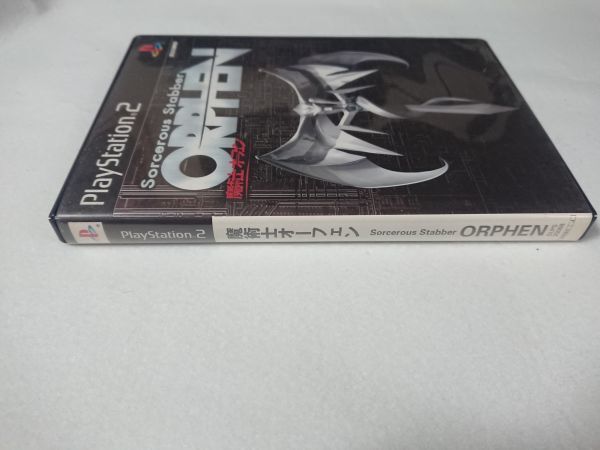 PlayStation.2
Sorcerous Stabber
ORPHEN
魔術士オーフェン
PlayStation.2
魔術士オーフェン
Sorcerous Stabber
ORPHEN